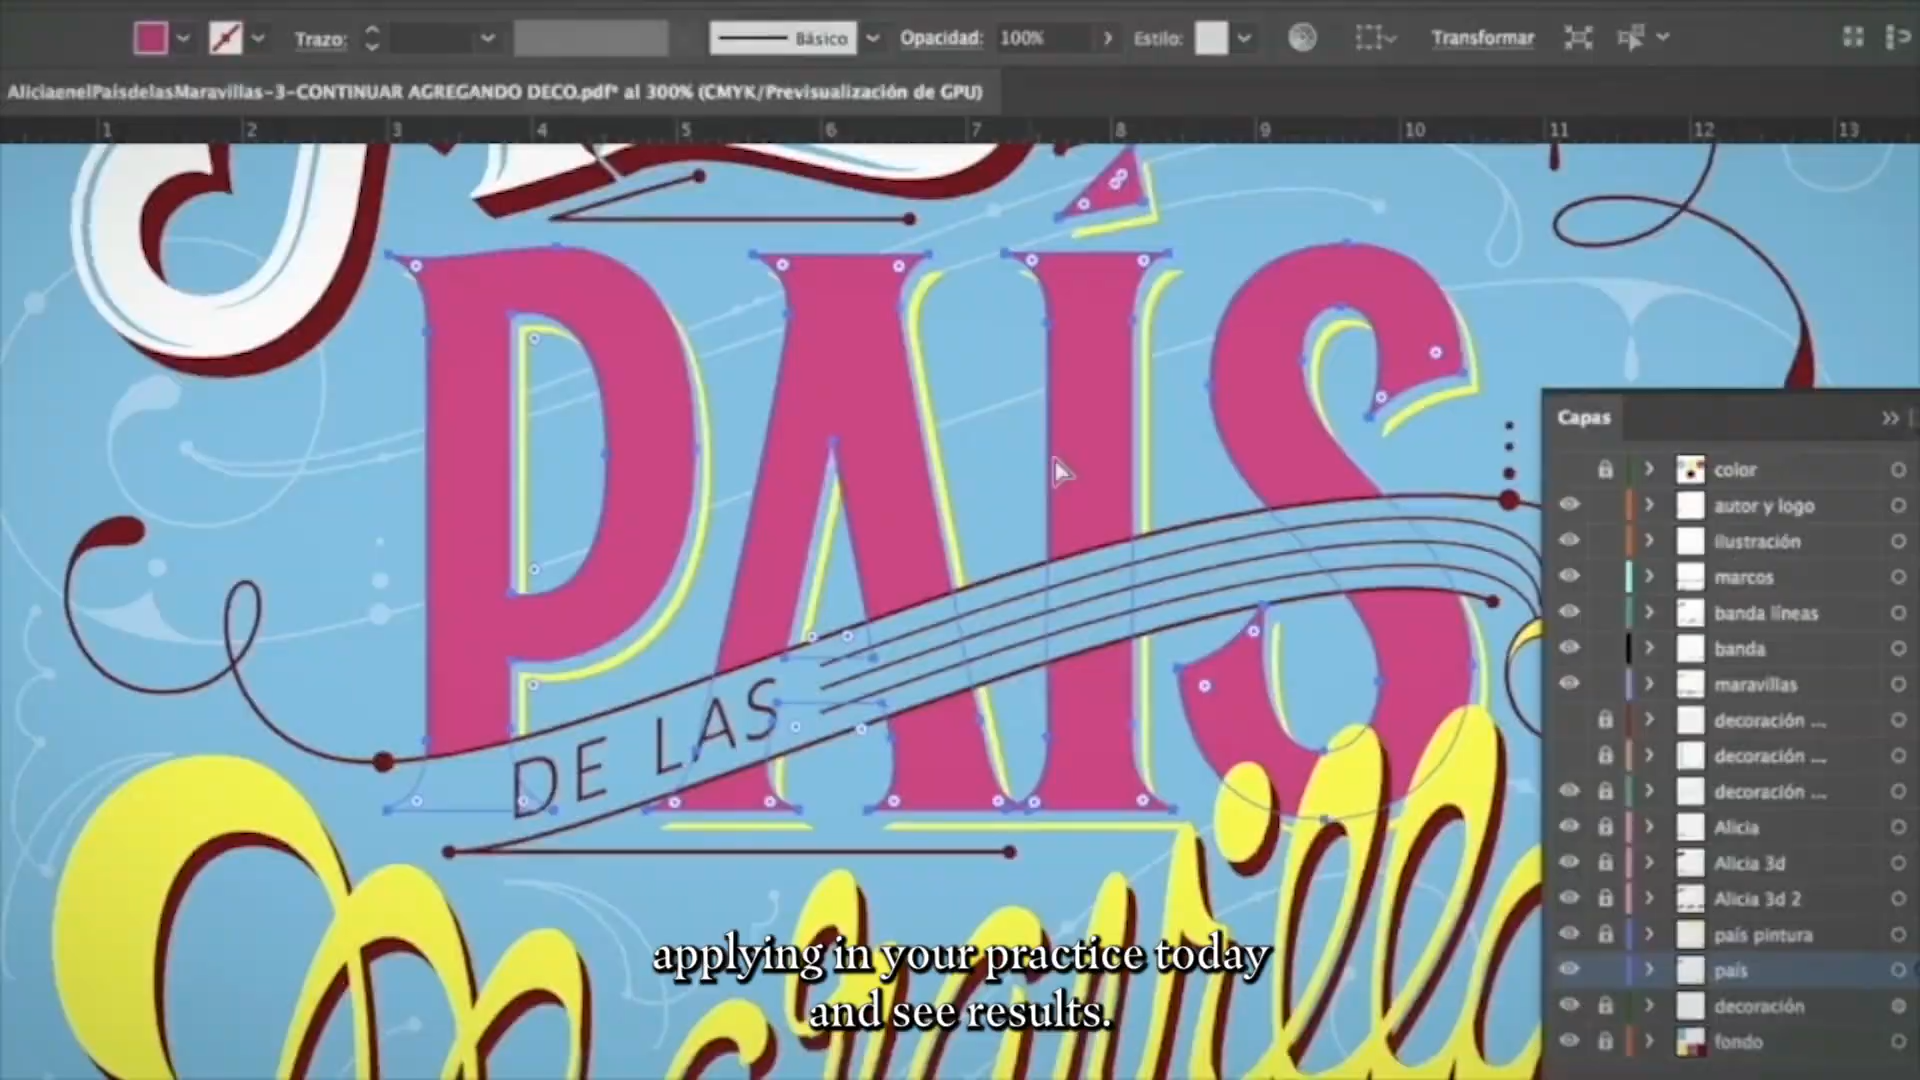 Trazo:
Básico
Opacidad: 100%
Estilo:
Transformar
AliciaenelPaisdelasMaravillas-3-CONTINUAR AGREGANDO DECO.pdf* al 300% (CMYK/Previsualización de GPU)
1 2 3 4 5 6 7 8 9 10 11 12 13
PAÍS
DE LAS
Maravill
Capas
color
autor y logo
ilustración
marcos
banda líneas
banda
maravillas
decoración ...
decoración ...
decoración ...
Alicia
Alicia 3d
Alicia 3d 2
país pintura
país
decoración
fondo
applying in your practice today
and see results.